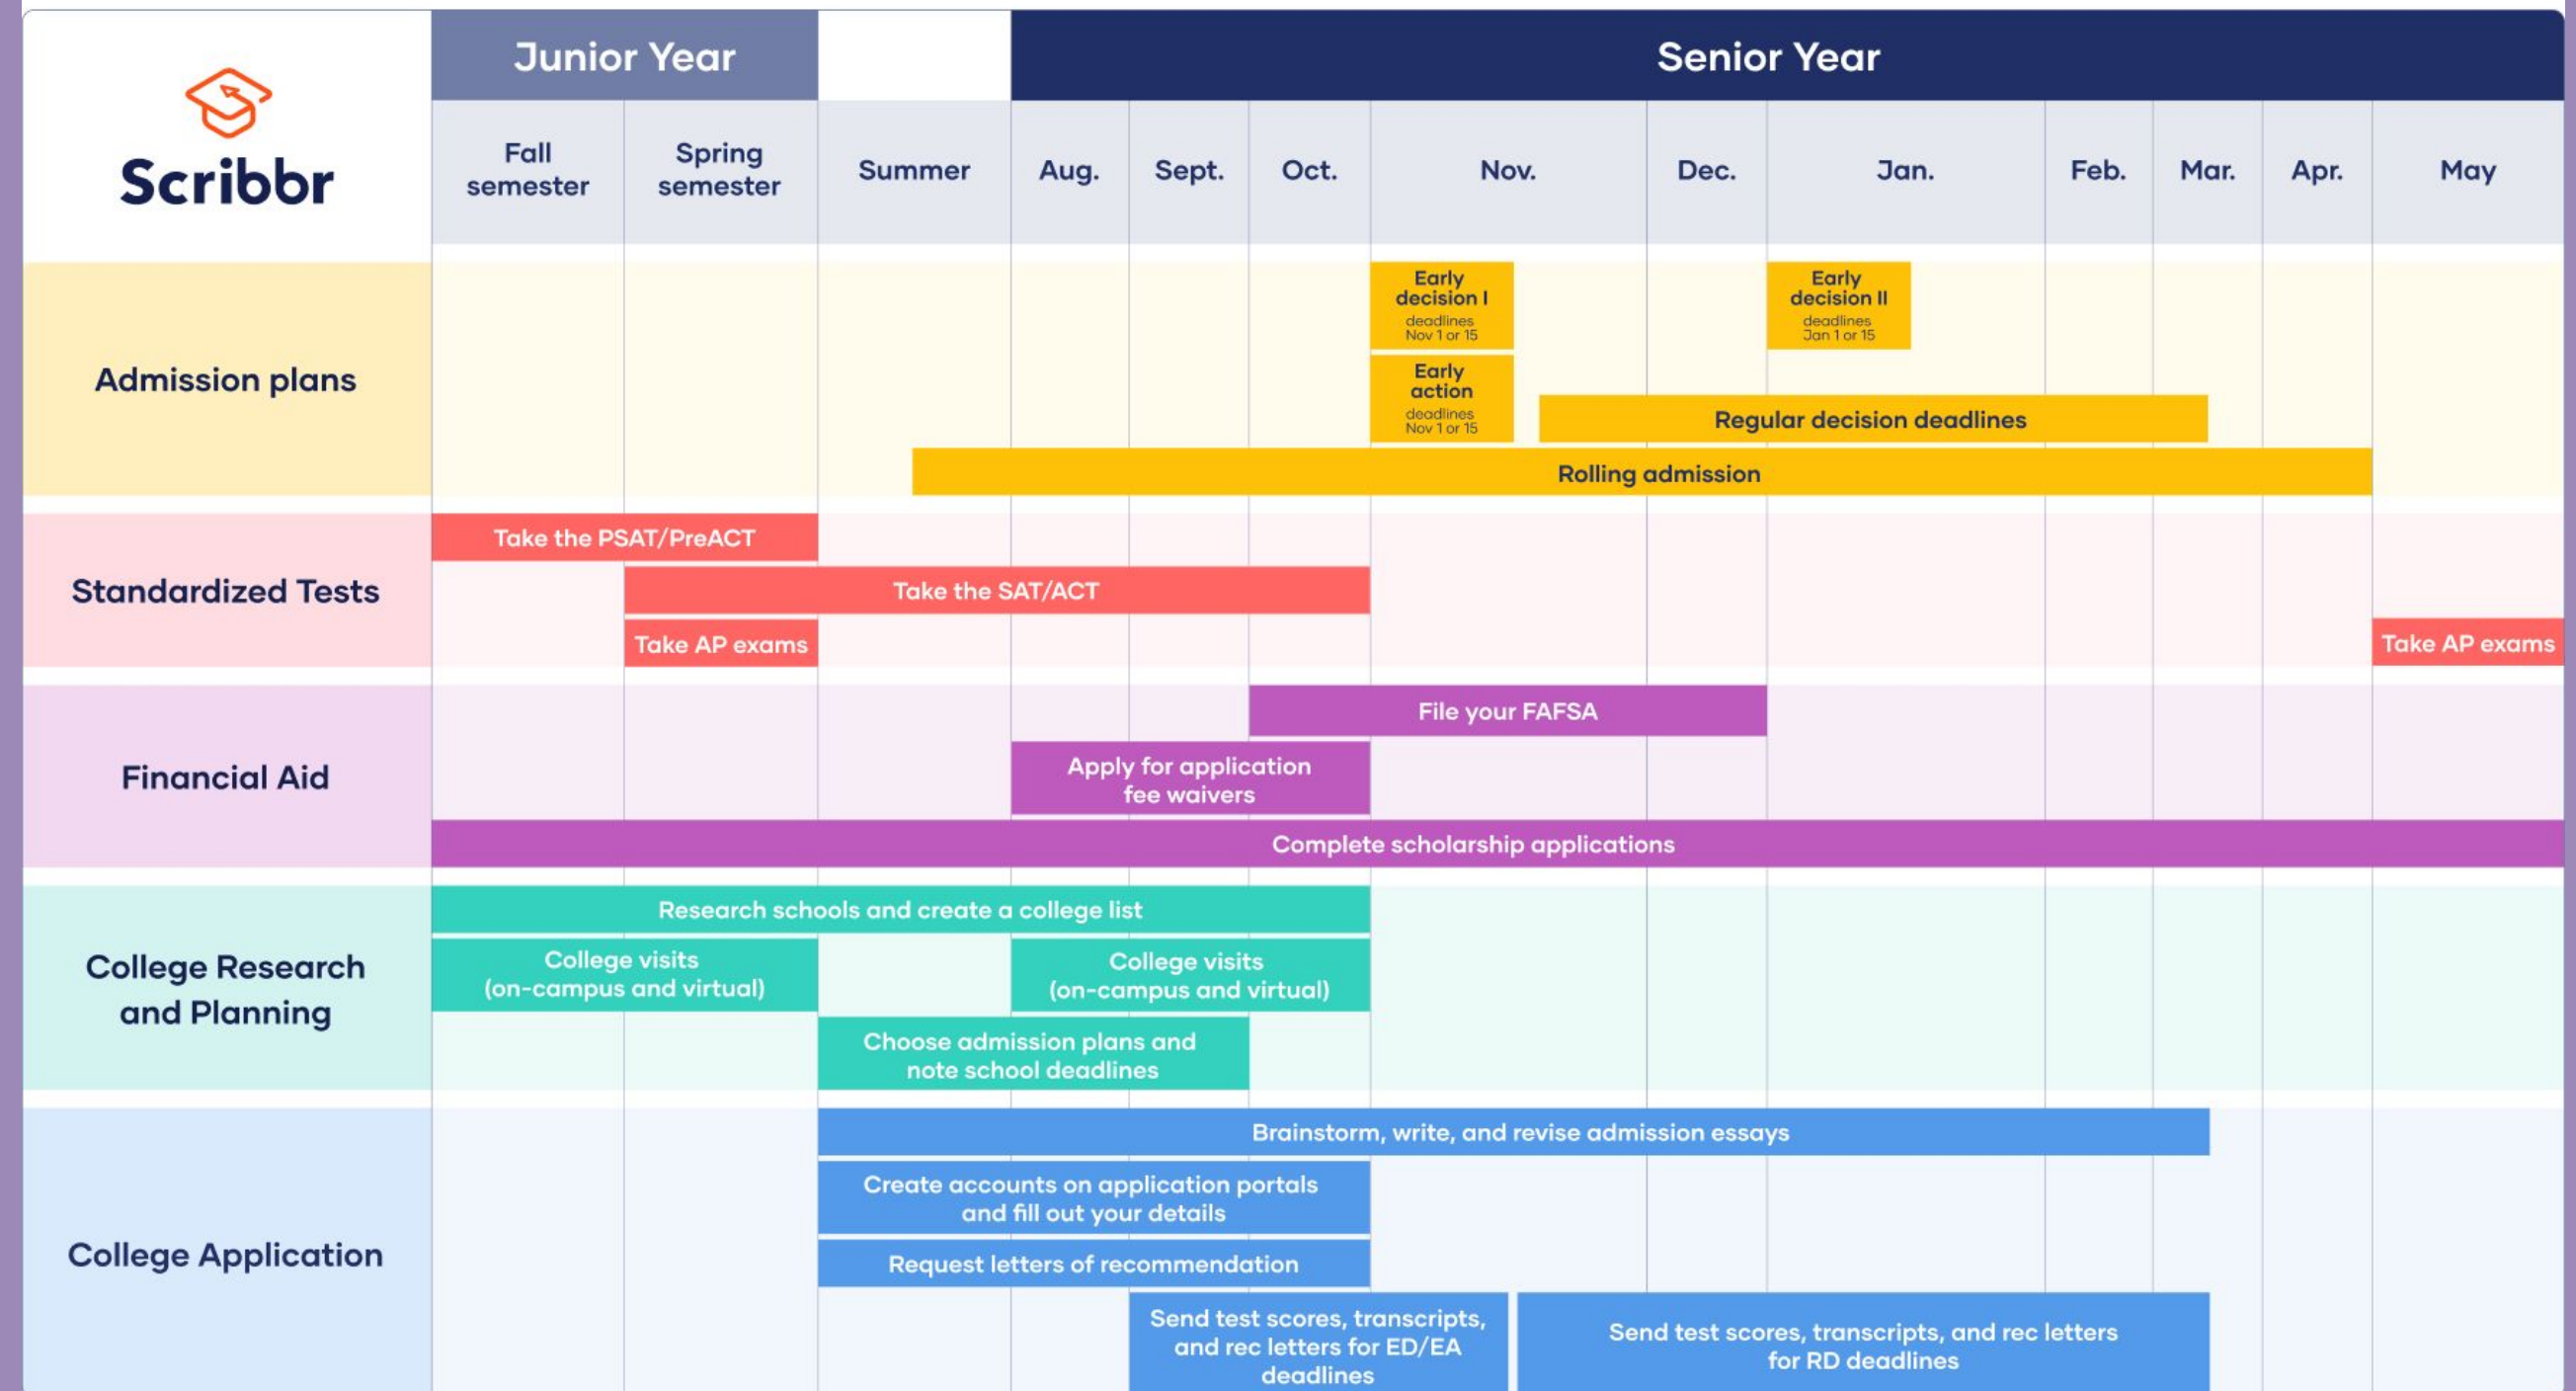 Scribbr
Junior Year
Senior Year
Fall
semester
Spring
semester
Summer
Aug.
Sept.
Oct.
Nov.
Dec.
Jan.
Feb.
Mar.
Apr.
May
Admission plans
Early
decision I
deadlines
Nov 1 or 15
Early
decision II
deadlines
Jan 1 or 15
Early
action
deadlines
Nov 1 or 15
Regular decision deadlines
Rolling admission
Standardized Tests
Take the PSAT/PreACT
Take the SAT/ACT
Take AP exams
Take AP exams
Financial Aid
File your FAFSA
Apply for application
fee waivers
Complete scholarship applications
College Research
and Planning
Research schools and create a college list
College visits
(on-campus and virtual)
College visits
(on-campus and virtual)
Choose admission plans and
note school deadlines
College Application
Brainstorm, write, and revise admission essays
Create accounts on application portals
and fill out your details
Request letters of recommendation
Send test scores, transcripts,
and rec letters for ED/EA
deadlines
Send test scores, transcripts, and rec letters
for RD deadlines